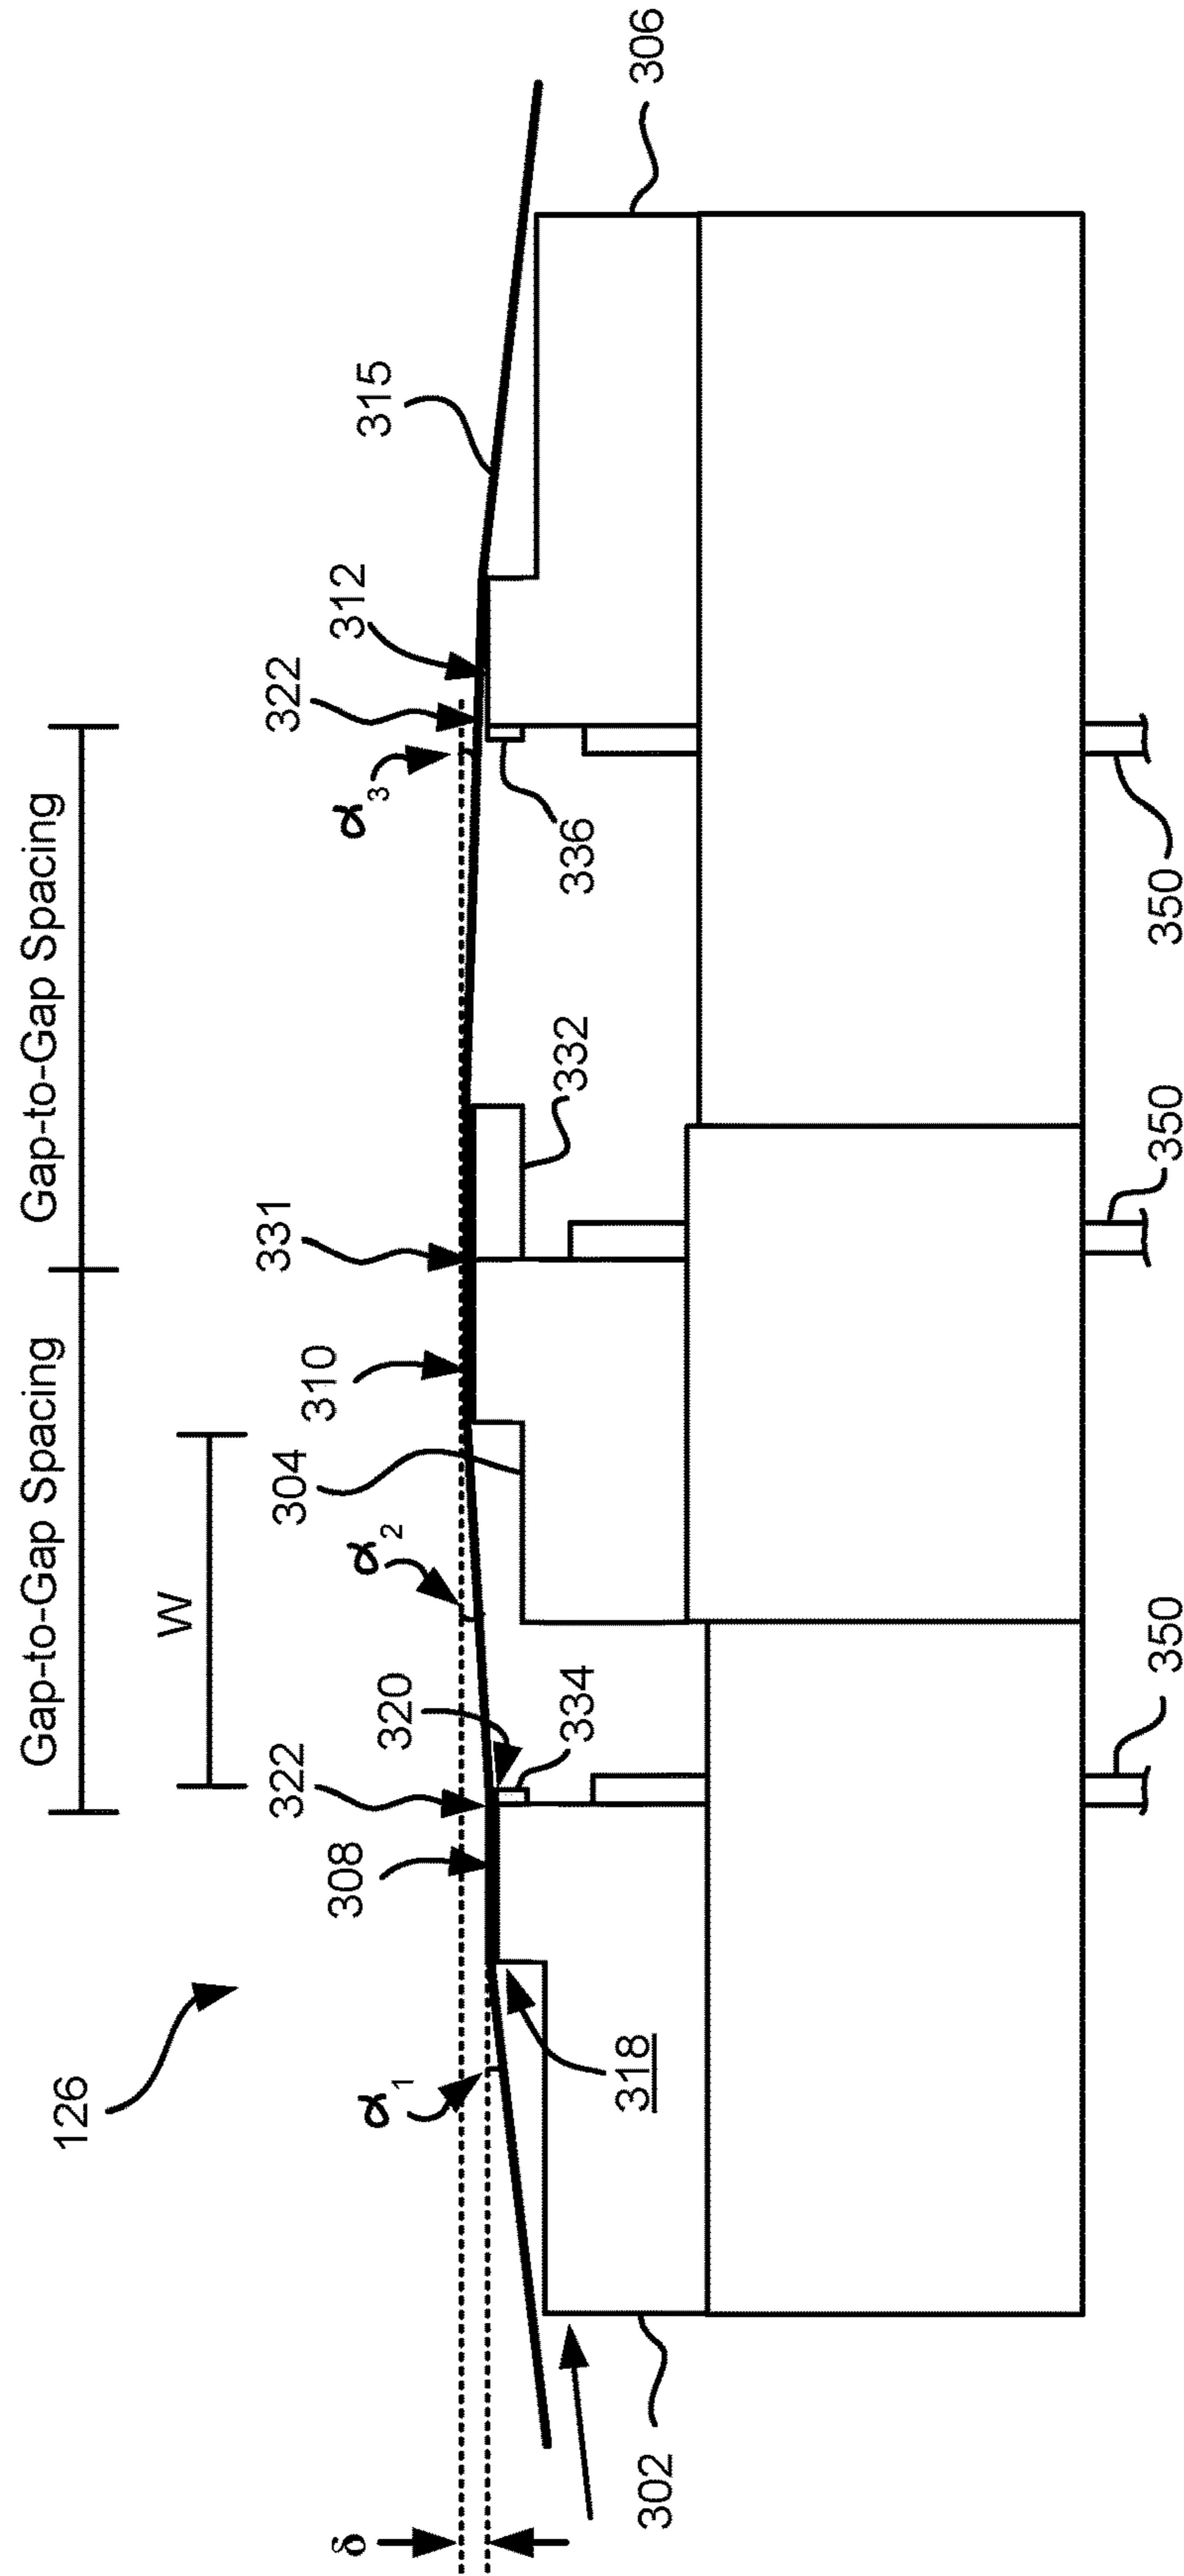 Gap-to-Gap Spacing
Gap-to-Gap Spacing
W
126
δ
α1
308
322
320
α2
304
310
331
α3
322
312
315
334
332
336
318
302
306
350
350
350